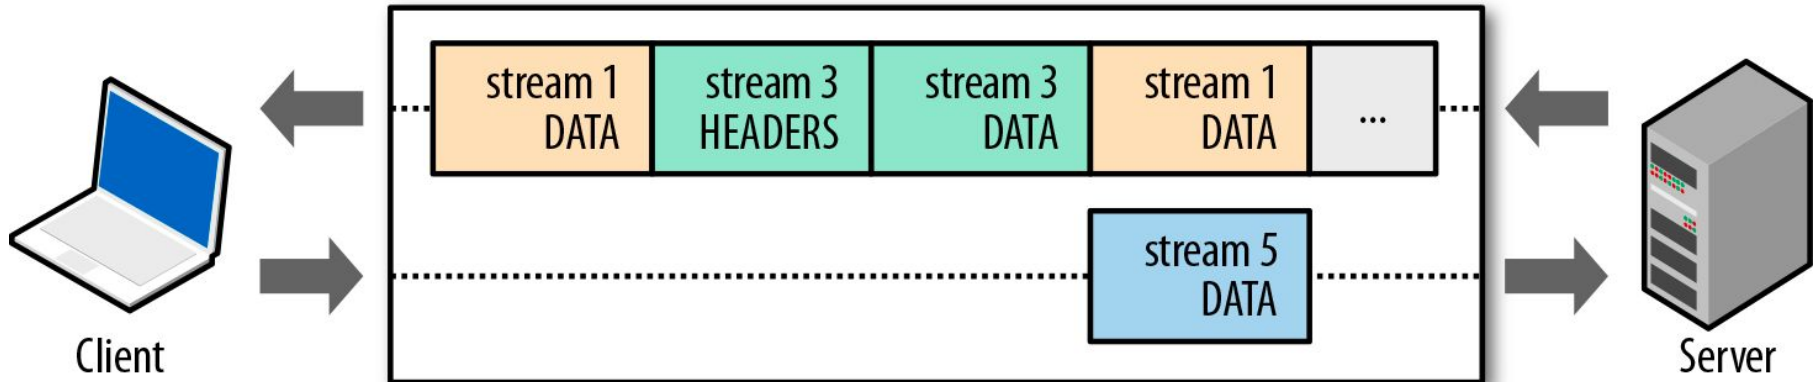 stream 1
DATA
stream 3
HEADERS
stream 3
DATA
stream 1
DATA
...
stream 5
DATA
Client
Server